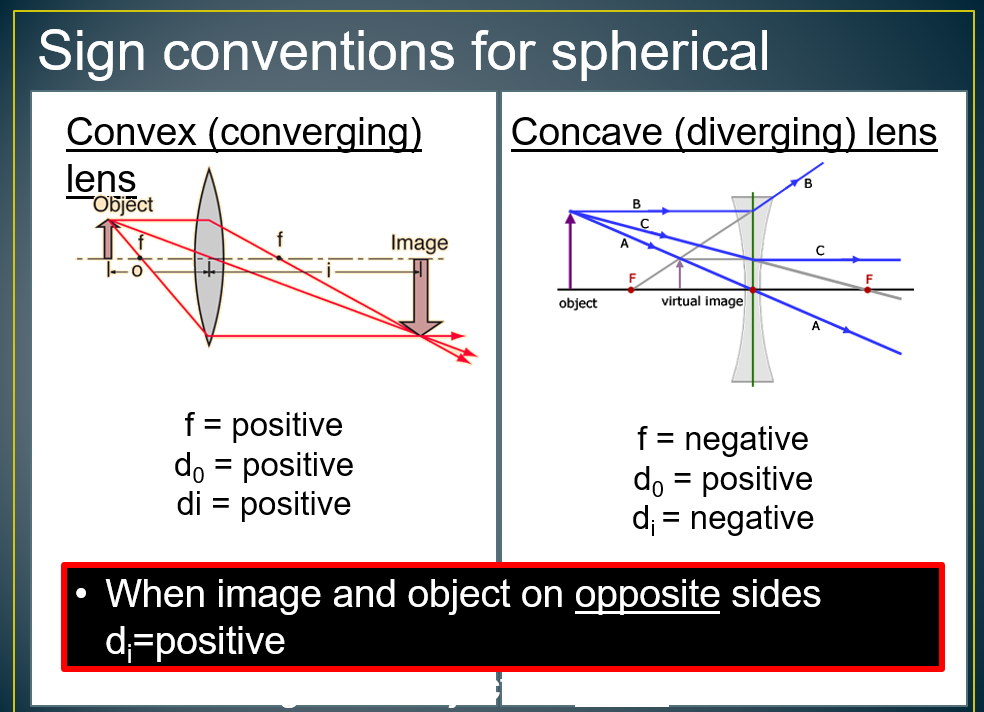 Sign conventions for spherical
Convex (converging)
lens
Object
f
f
Image
o
i
f = positive
d₀ = positive
di = positive
Concave (diverging) lens
B
B
C
A
C
F
F
object
virtual image
A
f = negative
d₀ = positive
dᵢ = negative
• When image and object on opposite sides
dᵢ=positive